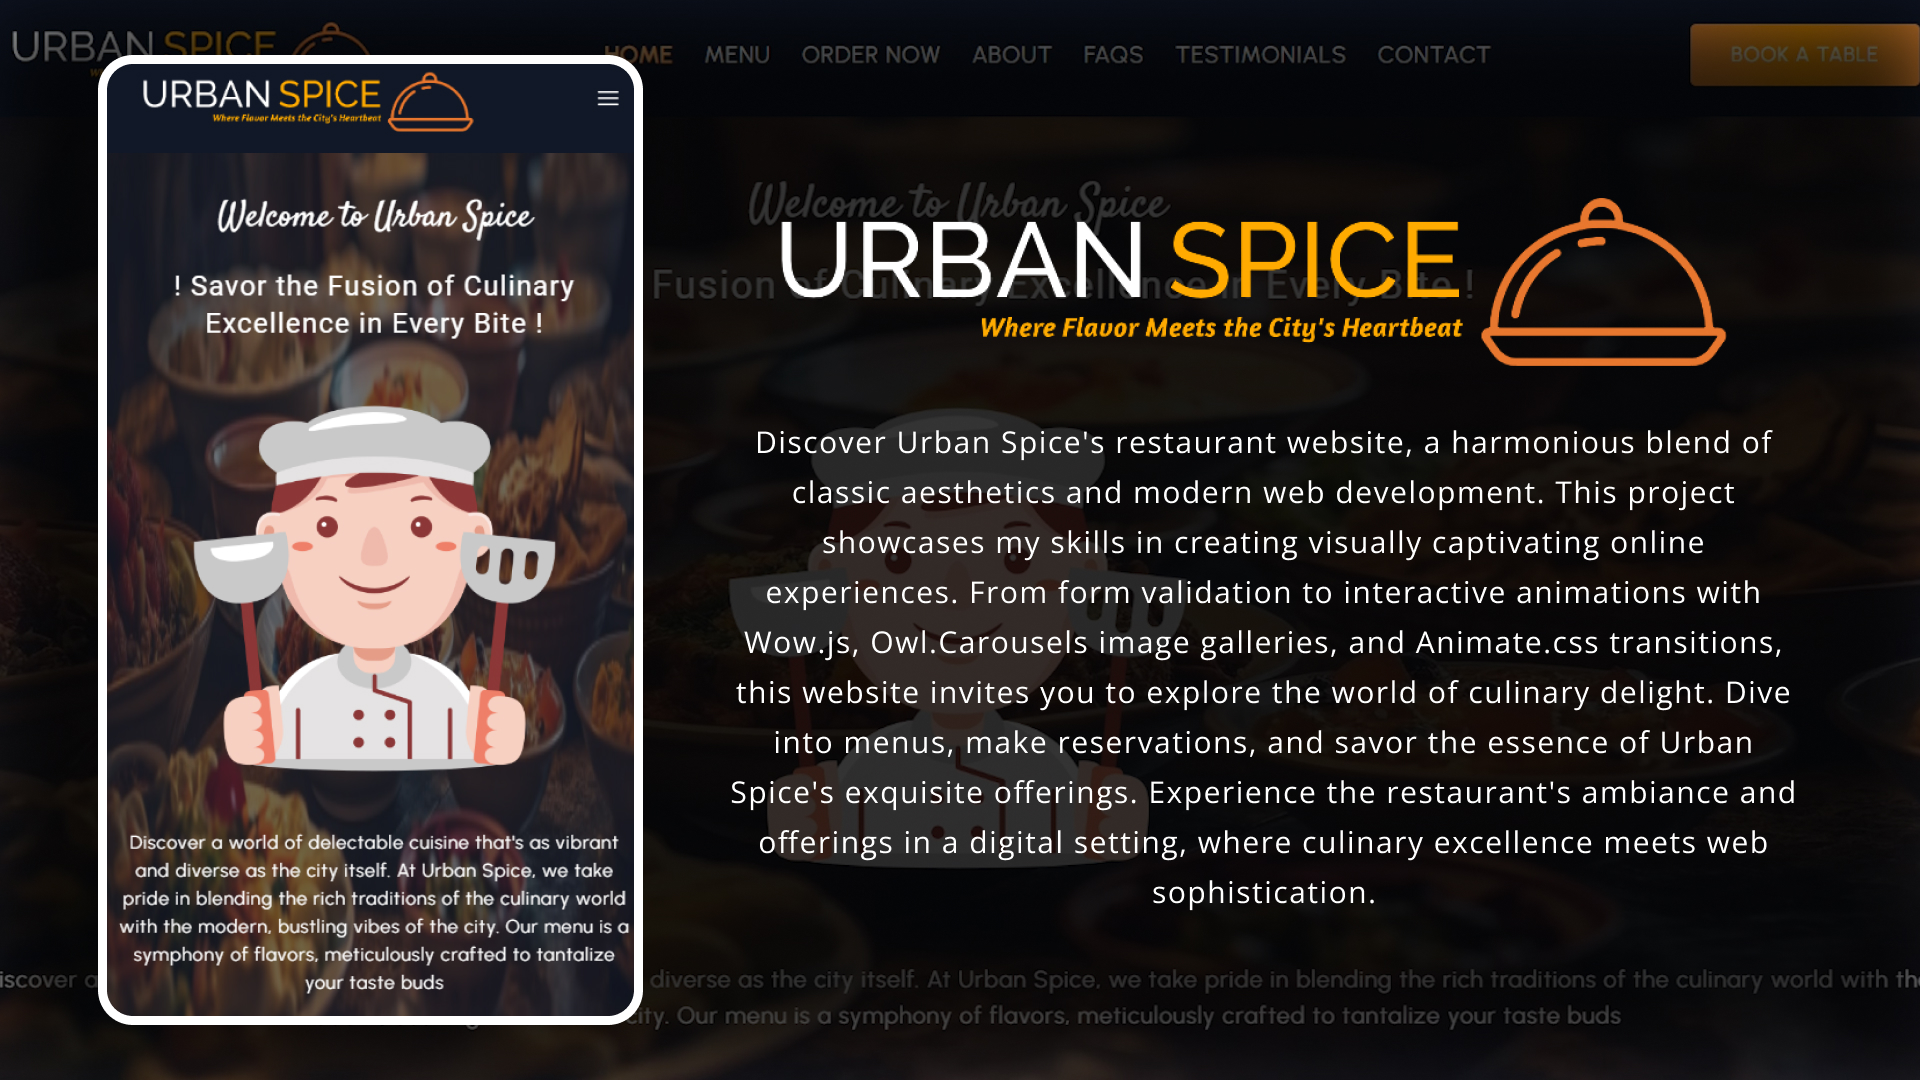 URBAN SPICE
HOME MENU ORDER NOW ABOUT FAQS TESTIMONIALS CONTACT
BOOK A TABLE
URBAN SPICE
Where Flavor Meets the City's Heartbeat
Welcome to Urban Spice
! Savor the Fusion of Culinary
Excellence in Every Bite !
Discover a world of delectable cuisine that's as vibrant
and diverse as the city itself. At Urban Spice, we take
pride in blending the rich traditions of the culinary world
with the modern, bustling vibes of the city. Our menu is a
symphony of flavors, meticulously crafted to tantalize
your taste buds
Welcome to Urban Spice
Fusion of Culinary Excellence in Every Bite !
URBAN SPICE
Where Flavor Meets the City's Heartbeat
Discover Urban Spice's restaurant website, a harmonious blend of
classic aesthetics and modern web development. This project
showcases my skills in creating visually captivating online
experiences. From form validation to interactive animations with
Wow.js, Owl.Carousels image galleries, and Animate.css transitions,
this website invites you to explore the world of culinary delight. Dive
into menus, make reservations, and savor the essence of Urban
Spice's exquisite offerings. Experience the restaurant's ambiance and
offerings in a digital setting, where culinary excellence meets web
sophistication.
iscover a diverse as the city itself. At Urban Spice, we take pride in blending the rich traditions of the culinary world with the
city. Our menu is a symphony of flavors, meticulously crafted to tantalize your taste buds